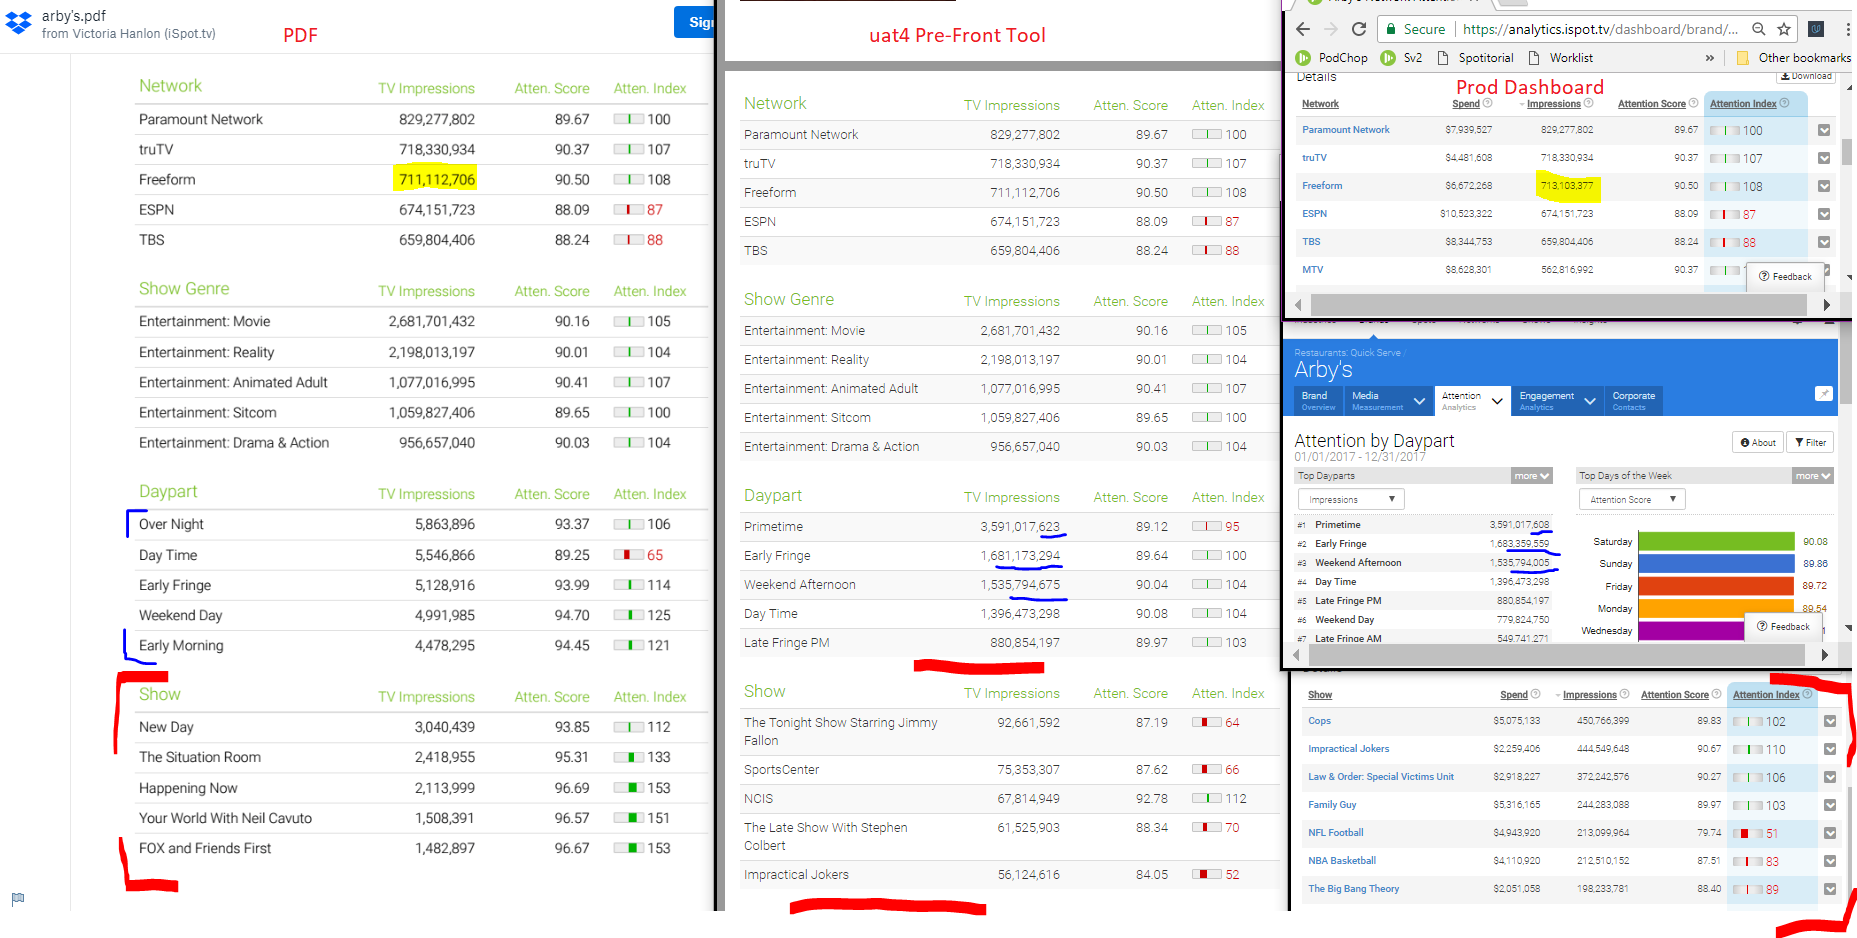 arby's.pdf
from Victoria Hanlon (iSpot.tv)
PDF
Sign
Network TV Impressions Atten. Score Atten. Index
Paramount Network 829,277,802 89.67 100
truTV 718,330,934 90.37 107
Freeform 711,112,706 90.50 108
ESPN 674,151,723 88.09 87
TBS 659,804,406 88.24 88
Show Genre TV Impressions Atten. Score Atten. Index
Entertainment: Movie 2,681,701,432 90.16 105
Entertainment: Reality 2,198,013,197 90.01 104
Entertainment: Animated Adult 1,077,016,995 90.41 107
Entertainment: Sitcom 1,059,827,406 89.65 100
Entertainment: Drama & Action 956,657,040 90.03 104
Daypart TV Impressions Atten. Score Atten. Index
Over Night 5,863,896 93.37 106
Day Time 5,546,866 89.25 65
Early Fringe 5,128,916 93.99 114
Weekend Day 4,991,985 94.70 125
Early Morning 4,478,295 94.45 121
Show TV Impressions Atten. Score Atten. Index
New Day 3,040,439 93.85 112
The Situation Room 2,418,955 95.31 133
Happening Now 2,113,999 96.69 153
Your World With Neil Cavuto 1,508,391 96.57 151
FOX and Friends First 1,482,897 96.67 153
uat4 Pre-Front Tool
Network TV Impressions Atten. Score Atten. Index
Paramount Network 829,277,802 89.67 100
truTV 718,330,934 90.37 107
Freeform 711,112,706 90.50 108
ESPN 674,151,723 88.09 87
TBS 659,804,406 88.24 88
Show Genre TV Impressions Atten. Score Atten. Index
Entertainment: Movie 2,681,701,432 90.16 105
Entertainment: Reality 2,198,013,197 90.01 104
Entertainment: Animated Adult 1,077,016,995 90.41 107
Entertainment: Sitcom 1,059,827,406 89.65 100
Entertainment: Drama & Action 956,657,040 90.03 104
Daypart TV Impressions Atten. Score Atten. Index
Primetime 3,591,017,623 89.12 95
Early Fringe 1,681,173,294 89.64 100
Weekend Afternoon 1,535,794,675 90.04 104
Day Time 1,396,473,298 90.08 104
Late Fringe PM 880,854,197 89.97 103
Show TV Impressions Atten. Score Atten. Index
The Tonight Show Starring Jimmy 92,661,592 87.19 64
Fallon
SportsCenter 75,353,307 87.62 66
NCIS 67,814,949 92.78 112
The Late Show With Stephen 61,525,903 88.34 70
Colbert
Impractical Jokers 56,124,616 84.05 52
Secure https://analytics.ispot.tv/dashboard/brand/...
PodChop Sv2 Spotitorial Worklist » Other bookmarks
Details Download
Prod Dashboard
Network Spend Impressions Attention Score Attention Index
Paramount Network $7,939,527 829,277,802 89.67 100
truTV $4,481,608 718,330,934 90.37 107
Freeform $6,672,268 713,103,377 90.50 108
ESPN $10,523,322 674,151,723 88.09 87
TBS $8,344,753 659,804,406 88.24 88
MTV $8,628,301 562,816,992 90.37
Feedback
Restaurants: Quick Serve /
Arby's
Brand Media Attention Engagement Corporate
Overview Measurement Analytics Analytics Contacts
Attention by Daypart About Filter
01/01/2017 - 12/31/2017
Top Dayparts more Top Days of the Week more
Impressions Attention Score
#1 Primetime 3,591,017,608
#2 Early Fringe 1,683,359,559
#3 Weekend Afternoon 1,535,794,005
#4 Day Time 1,396,473,298
#5 Late Fringe PM 880,854,197
#6 Weekend Day 779,824,750
#7 Late Fringe AM 549,741,271
Saturday 90.08
Sunday 89.86
Friday 89.72
Monday 89.54
Wednesday
Feedback
Show Spend Impressions Attention Score Attention Index
Cops $5,075,133 450,766,399 89.83 102
Impractical Jokers $2,259,406 444,549,648 90.67 110
Law & Order: Special Victims Unit $2,918,227 372,242,576 90.27 106
Family Guy $5,316,165 244,283,088 89.97 103
NFL Football $4,943,920 213,099,964 79.74 51
NBA Basketball $4,110,920 212,510,152 87.51 83
The Big Bang Theory $2,051,058 198,233,781 88.40 89